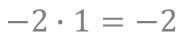 −2 · 1 = −2